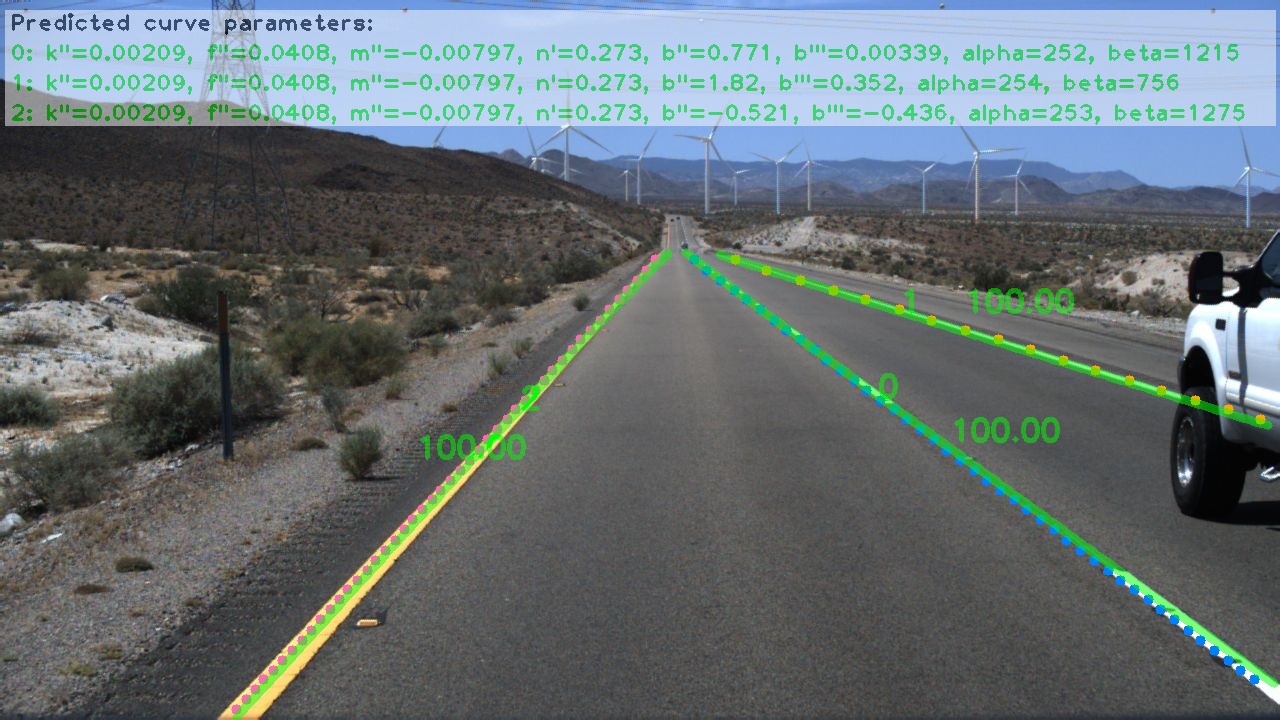 Predicted curve parameters:
0: k''=0.00209, f''=0.0408, m''=−0.00797, n'=0.273, b''=0.771, b'''=0.00339, alpha=252, beta=1215
1: k''=0.00209, f''=0.0408, m''=−0.00797, n'=0.273, b''=1.82, b'''=0.352, alpha=254, beta=756
2: k''=0.00209, f''=0.0408, m''=−0.00797, n'=0.273, b''=−0.521, b'''=−0.436, alpha=253, beta=1275
1 100.00
0
2
100.00
100.00